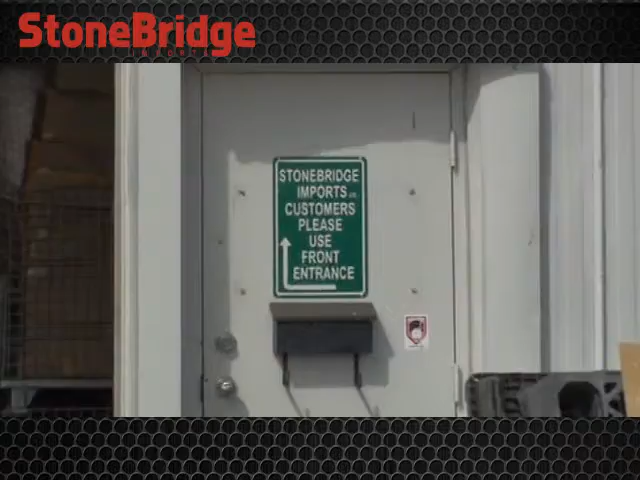 StoneBridge
STONEBRIDGE
IMPORTS
CUSTOMERS
PLEASE
USE
FRONT
ENTRANCE